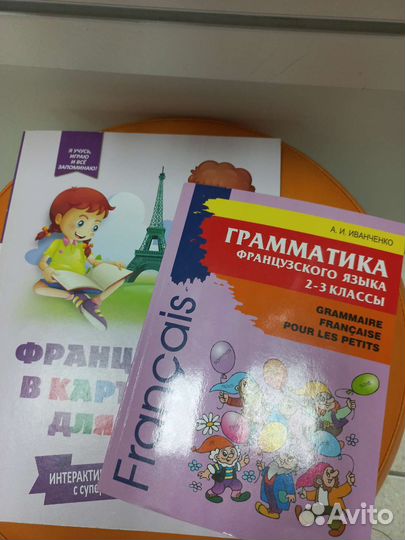 Я УЧУСЬ,
ИГРАЮ
И ВСЁ
ЗАПОМИНАЮ!
ФРАНЦ
В КАРТ
ДЛЯ
ИНТЕРАКТИ
С СУПЕР
А. И. ИВАНЧЕНКО
ГРАММАТИКА
ФРАНЦУЗСКОГО ЯЗЫКА
2-3 КЛАССЫ
GRAMMAIRE
FRANÇAISE
POUR LES PETITS
Français
Avito